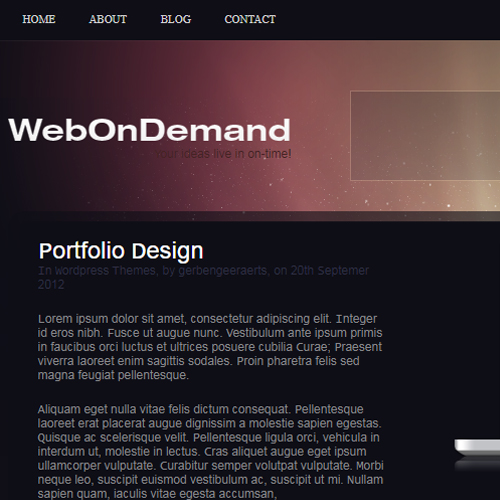 HOME ABOUT BLOG CONTACT
WebOnDemand
Your ideas live in on-time!
Portfolio Design
In Wordpress Themes, by gerbengeeraerts, on 20th September
2012
Lorem ipsum dolor sit amet, consectetur adipiscing elit. Integer
id eros nibh. Fusce ut augue nunc. Vestibulum ante ipsum primis
in faucibus orci luctus et ultrices posuere cubilia Curae; Praesent
viverra laoreet enim sagittis sodales. Proin pharetra felis sed
magna feugiat pellentesque.
Aliquam eget nulla vitae felis dictum consequat. Pellentesque
laoreet erat placerat augue dignissim a molestie sapien egestas.
Quisque ac scelerisque velit. Pellentesque ligula orci, vehicula in
interdum ut, molestie in lectus. Cras aliquet augue eget ipsum
ullamcorper vulputate. Curabitur semper volutpat vulputate. Morbi
neque leo, suscipit euismod vestibulum ac, suscipit ut mi. Nullam
sapien quam, iaculis vitae egesta accumsan,